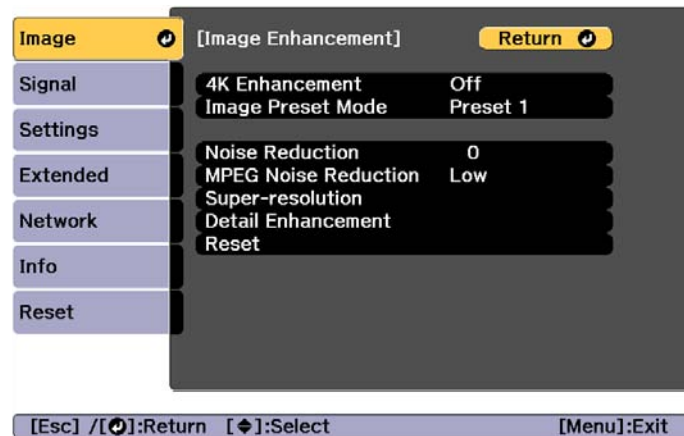 Image
Signal
Settings
Extended
Network
Info
Reset
[Image Enhancement] Return
4K Enhancement Off
Image Preset Mode Preset 1
Noise Reduction 0
MPEG Noise Reduction Low
Super-resolution
Detail Enhancement
Reset
[Esc] /[ ]:Return [ ]:Select [Menu]:Exit